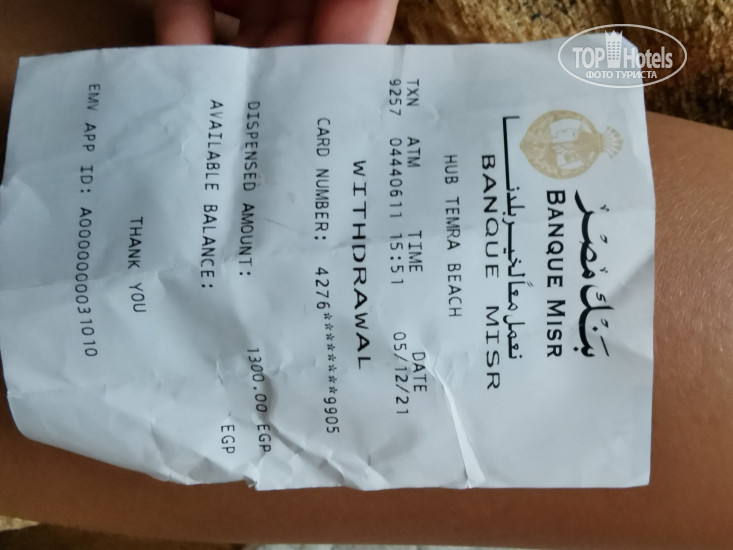 TOP Hotels
ФОТО ТУРИСТА
بنك مصر
BANQUE MISR
نعمل معاً لخير بلدنا
BANQUE MISR
HUB TEMRA BEACH
TXN ATM TIME DATE
9257 04440611 15:51 05/12/21
WITHDRAWAL
CARD NUMBER: 4276********9905
DISPENSED AMOUNT: 1300.00 EGP
AVAILABLE BALANCE: EGP
THANK YOU
EMV APP ID: A0000000031010